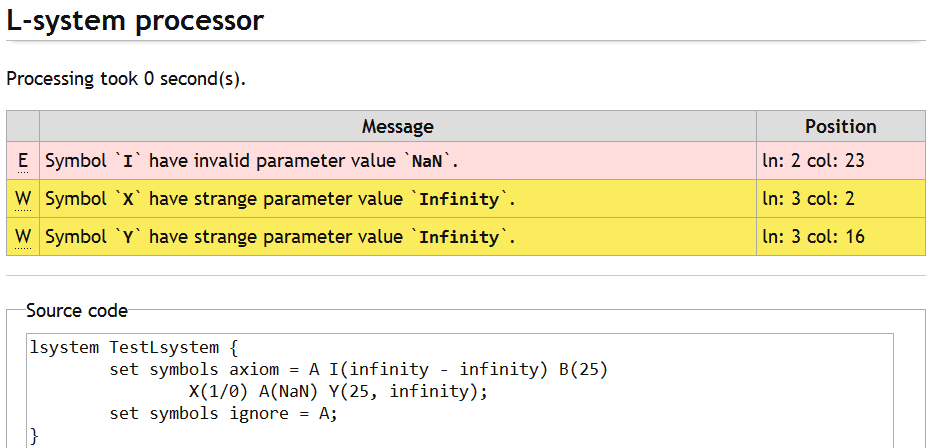 L-system processor
Processing took 0 second(s).
Message Position
E Symbol `I` have invalid parameter value `NaN`. ln: 2 col: 23
W Symbol `X` have strange parameter value `Infinity`. ln: 3 col: 2
W Symbol `Y` have strange parameter value `Infinity`. ln: 3 col: 16
Source code
lsystem TestLsystem {
set symbols axiom = A I(infinity - infinity) B(25)
X(1/0) A(NaN) Y(25, infinity);
set symbols ignore = A;
}